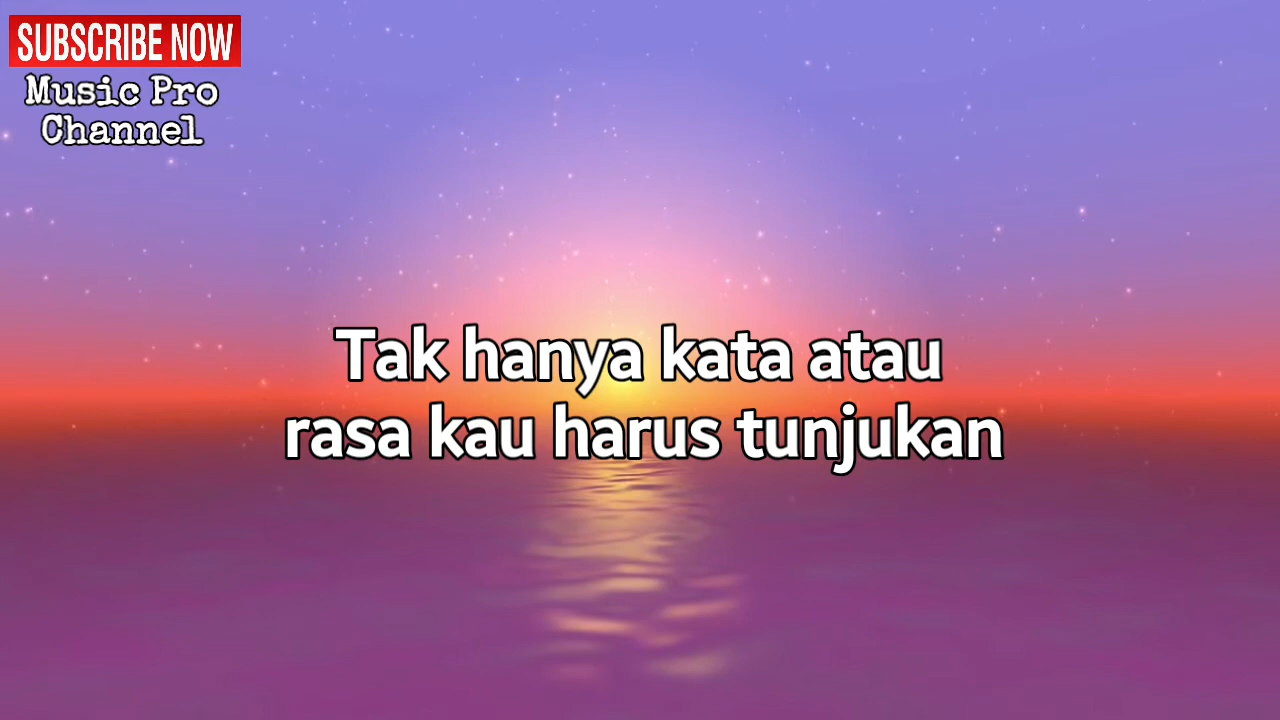 SUBSCRIBE NOW
Music Pro
Channel
Tak hanya kata atau
rasa kau harus tunjukan